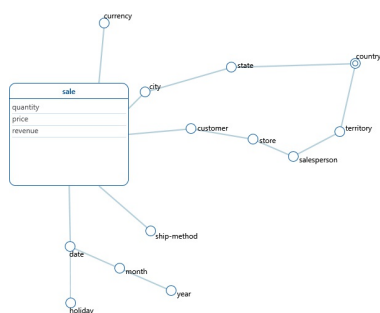 currency
country
state
city
sale
quantity
price
revenue
customer
territory
store
salesperson
ship-method
date
month
year
holiday